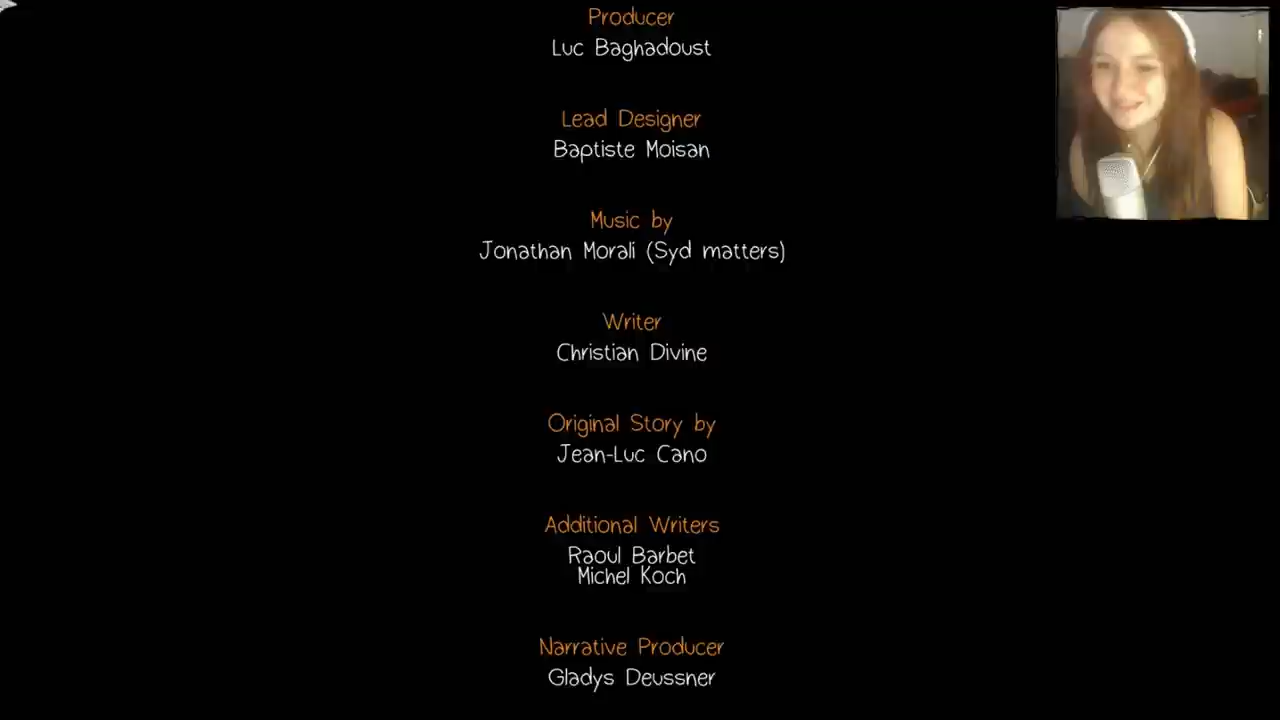 Producer
Luc Baghadoust
Lead Designer
Baptiste Moisan
Music by
Jonathan Morali (Syd matters)
Writer
Christian Divine
Original Story by
Jean-Luc Cano
Additional Writers
Raoul Barbet
Michel Koch
Narrative Producer
Gladys Deussner